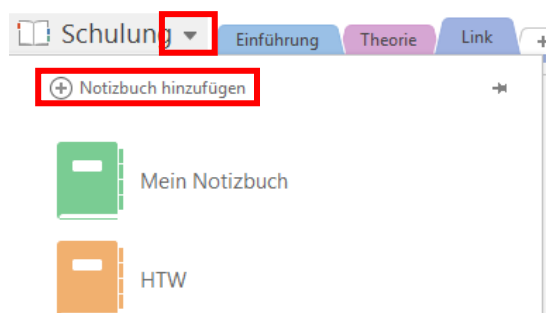 Schulung Einführung Theorie Link
Notizbuch hinzufügen
Mein Notizbuch
HTW